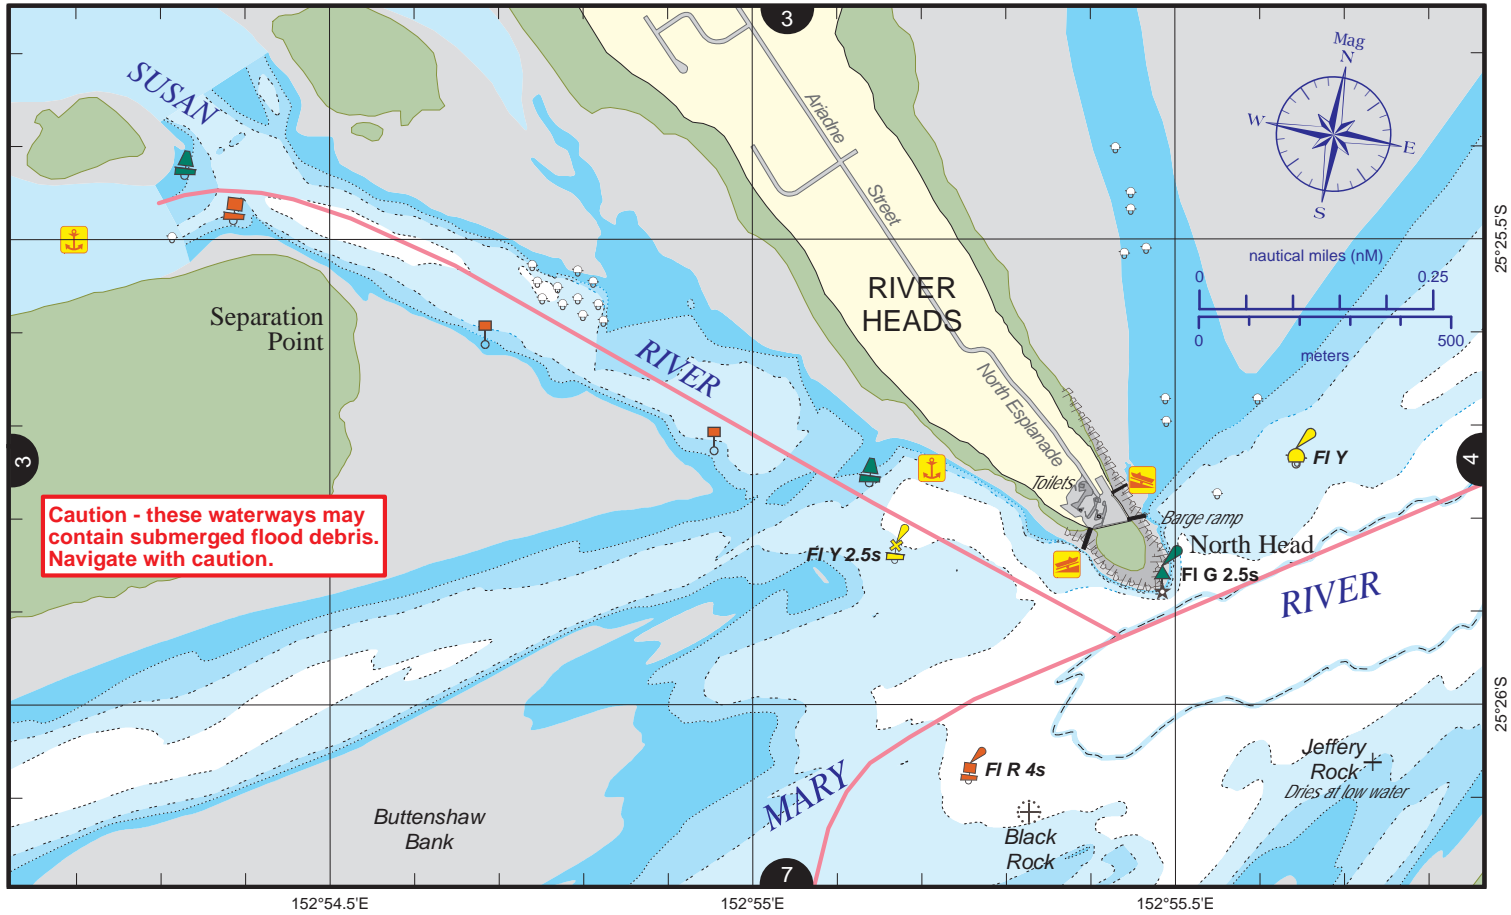 3
SUSAN
RIVER
Ariadne
Street
RIVER
HEADS
North Esplanade
Toilets
Barge ramp
North Head
Fl G 2.5s
Fl Y
Fl Y 2.5s
Mag
N
W
E
S
nautical miles (nM)
0
0.25
0
500
meters
Separation
Point
3
4
Caution - these waterways may
contain submerged flood debris.
Navigate with caution.
RIVER
MARY
Fl R 4s
Black
Rock
Jeffery
Rock
Dries at low water
Buttenshaw
Bank
7
25°25.5'S
25°26'S
152°54.5'E
152°55'E
152°55.5'E